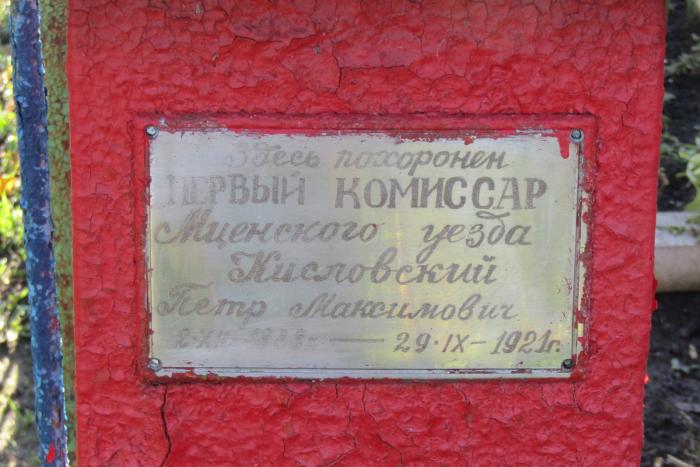 Здесь похоронен
ПЕРВЫЙ КОМИССАР
Мценского уезда
Кисловский
Петр Максимович
— 29·IX–1921г.